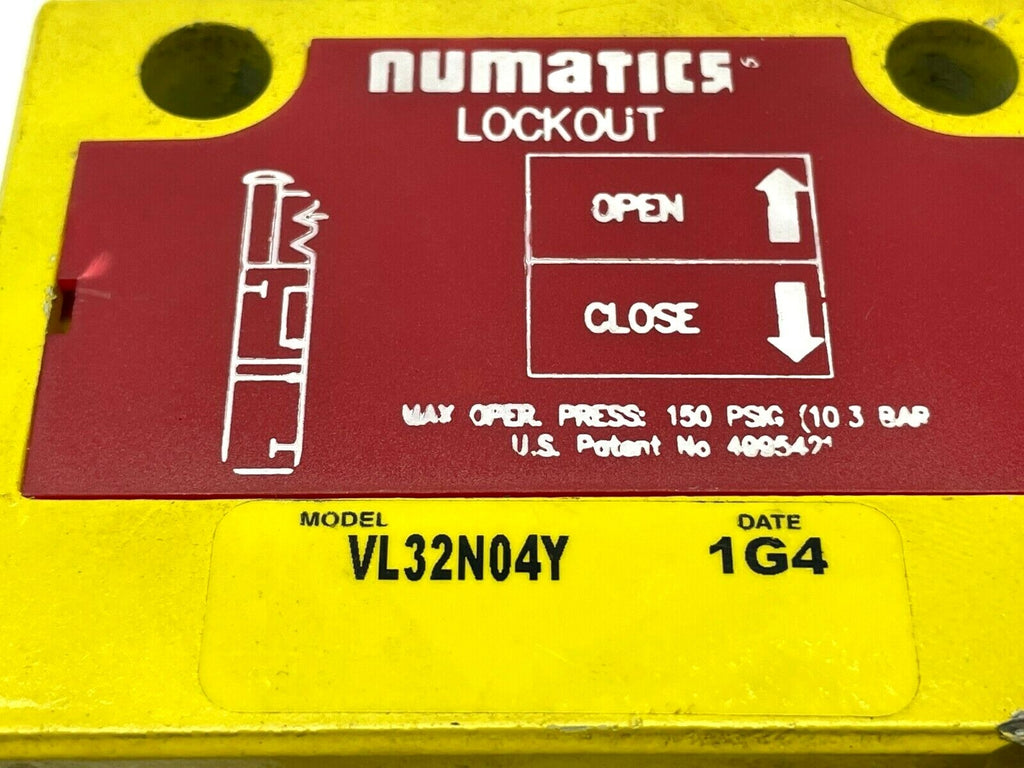 numatics
LOCKOUT
OPEN
CLOSE
MAX OPER. PRESS: 150 PSIG (10 3 BAR
U.S. Patent No
MODEL DATE
VL32N04Y 1G4